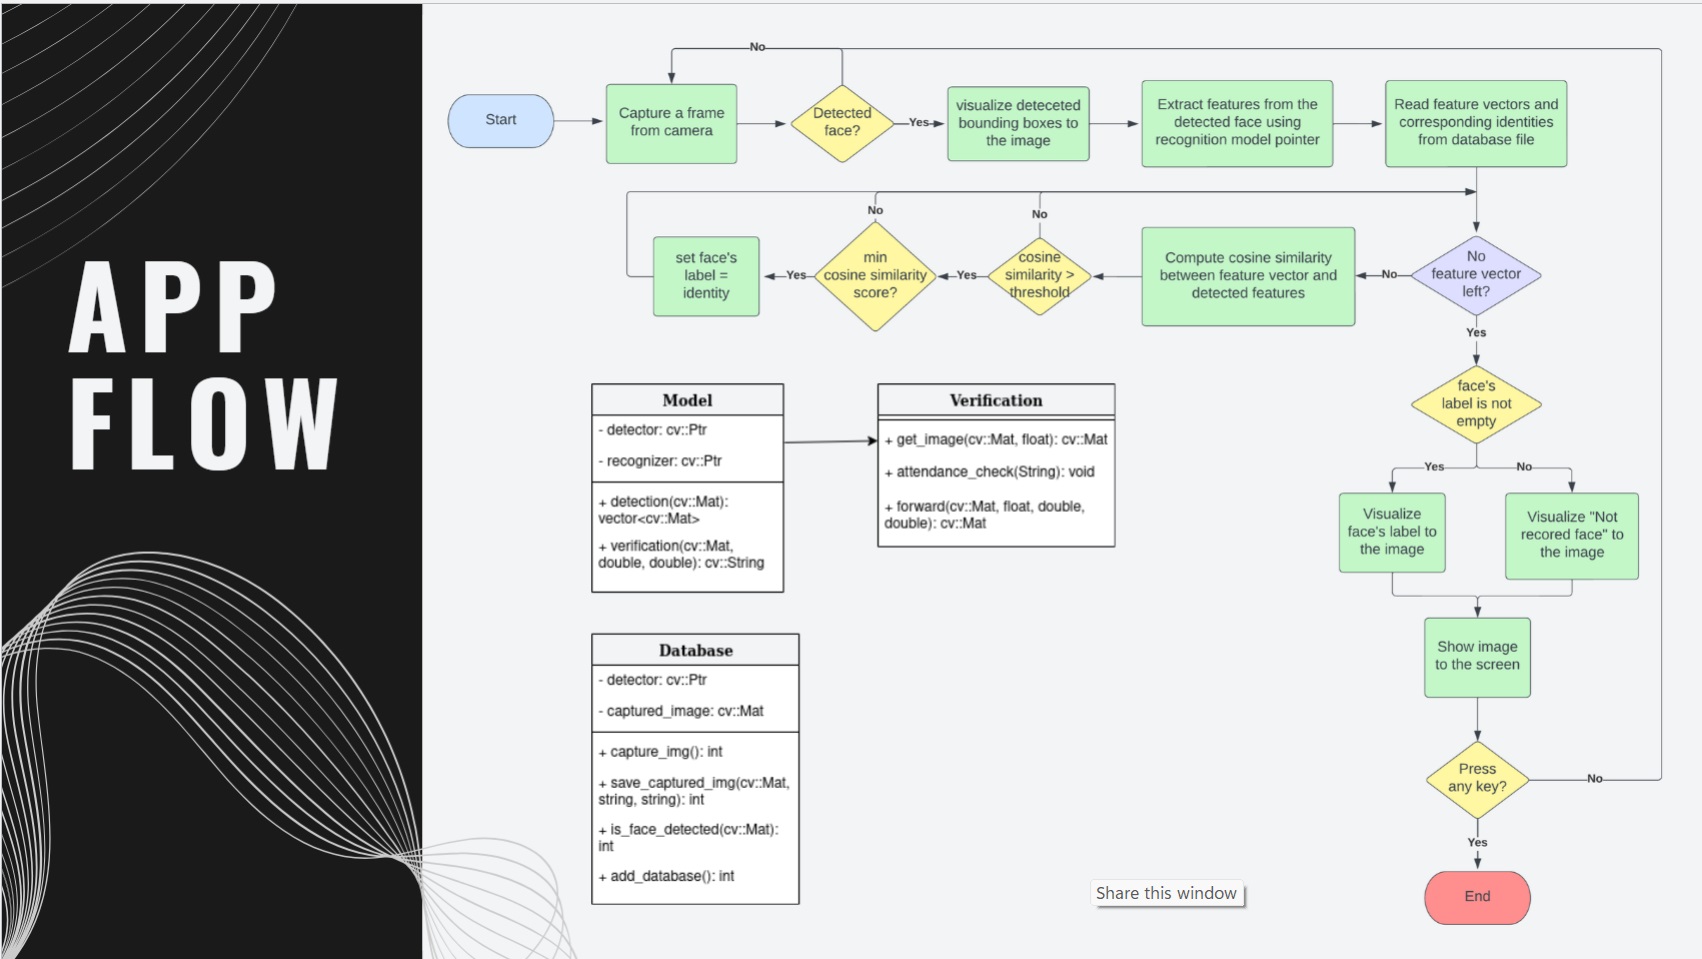 APP
FLOW
No
Start
Capture a frame
from camera
Detected
face?
Yes
visualize deteceted
bounding boxes to
the image
Extract features from the
detected face using
recognition model pointer
Read feature vectors and
corresponding identities
from database file
No
No
set face's
label =
identity
Yes
min
cosine similarity
score?
Yes
cosine
similarity >
threshold
Compute cosine similarity
between feature vector and
detected features
No
No
feature vector
left?
Yes
face's
label is not
empty
Yes
No
Visualize
face's label to
the image
Visualize "Not
recored face" to
the image
Show image
to the screen
Press
any key?
No
Yes
End
Model
- detector: cv::Ptr
- recognizer: cv::Ptr
+ detection(cv::Mat):
vector<cv::Mat>
+ verification(cv::Mat,
double, double): cv::String
Verification
+ get_image(cv::Mat, float): cv::Mat
+ attendance_check(String): void
+ forward(cv::Mat, float, double,
double): cv::Mat
Database
- detector: cv::Ptr
- captured_image: cv::Mat
+ capture_img(): int
+ save_captured_img(cv::Mat,
string, string): int
+ is_face_detected(cv::Mat):
int
+ add_database(): int
Share this window